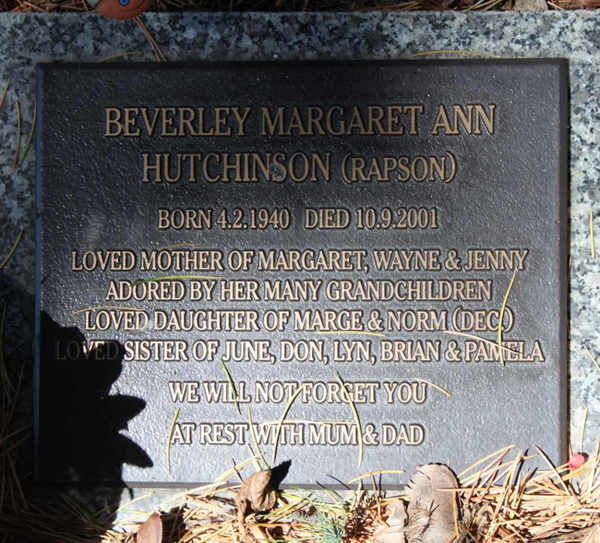 BEVERLEY MARGARET ANN
HUTCHINSON (RAPSON)
BORN 4.2.1940 DIED 10.9.2001
LOVED MOTHER OF MARGARET, WAYNE & JENNY
ADORED BY HER MANY GRANDCHILDREN
LOVED DAUGHTER OF MARGE & NORM (DEC)
LOVED SISTER OF JUNE, DON, LYN, BRIAN & PAMELA
WE WILL NOT FORGET YOU
AT REST WITH MUM & DAD